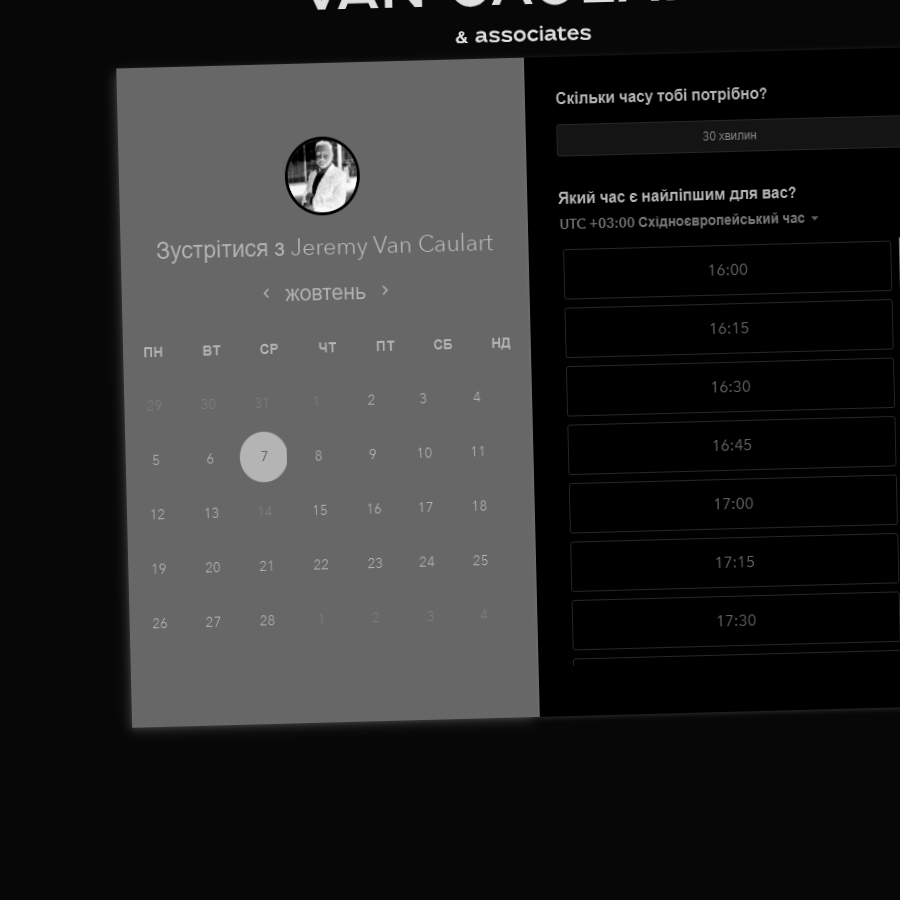 & associates
Зустрітися з Jeremy Van Caulart
жовтень
ПН ВТ СР ЧТ ПТ СБ НД
29 30 31 1 2 3 4
5 6 7 8 9 10 11
12 13 14 15 16 17 18
19 20 21 22 23 24 25
26 27 28 1 2 3 4
Скільки часу тобі потрібно?
30 хвилин
Який час є найліпшим для вас?
UTC +03:00 Східноєвропейський час
16:00
16:15
16:30
16:45
17:00
17:15
17:30